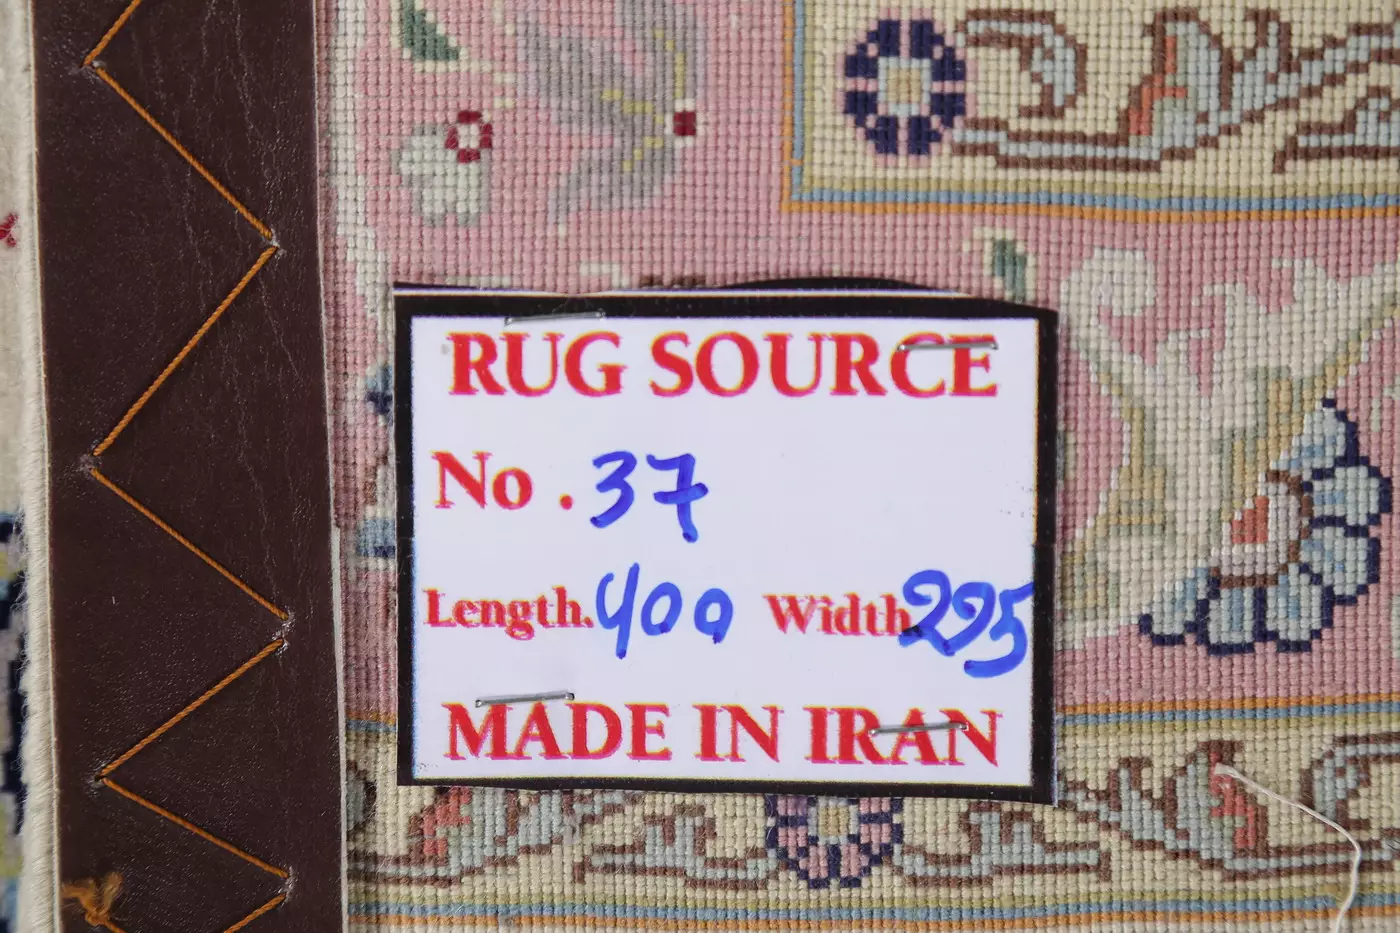 RUG SOURCE
No. 37
Length. 400 Width 295
MADE IN IRAN